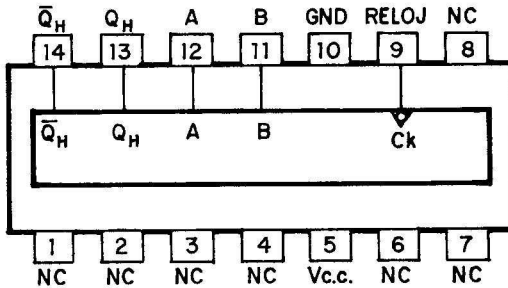 Q̅H QH A B GND RELOJ NC
14 13 12 11 10 9 8
Q̅H QH A B Ck
1 2 3 4 5 6 7
NC NC NC NC Vc.c. NC NC